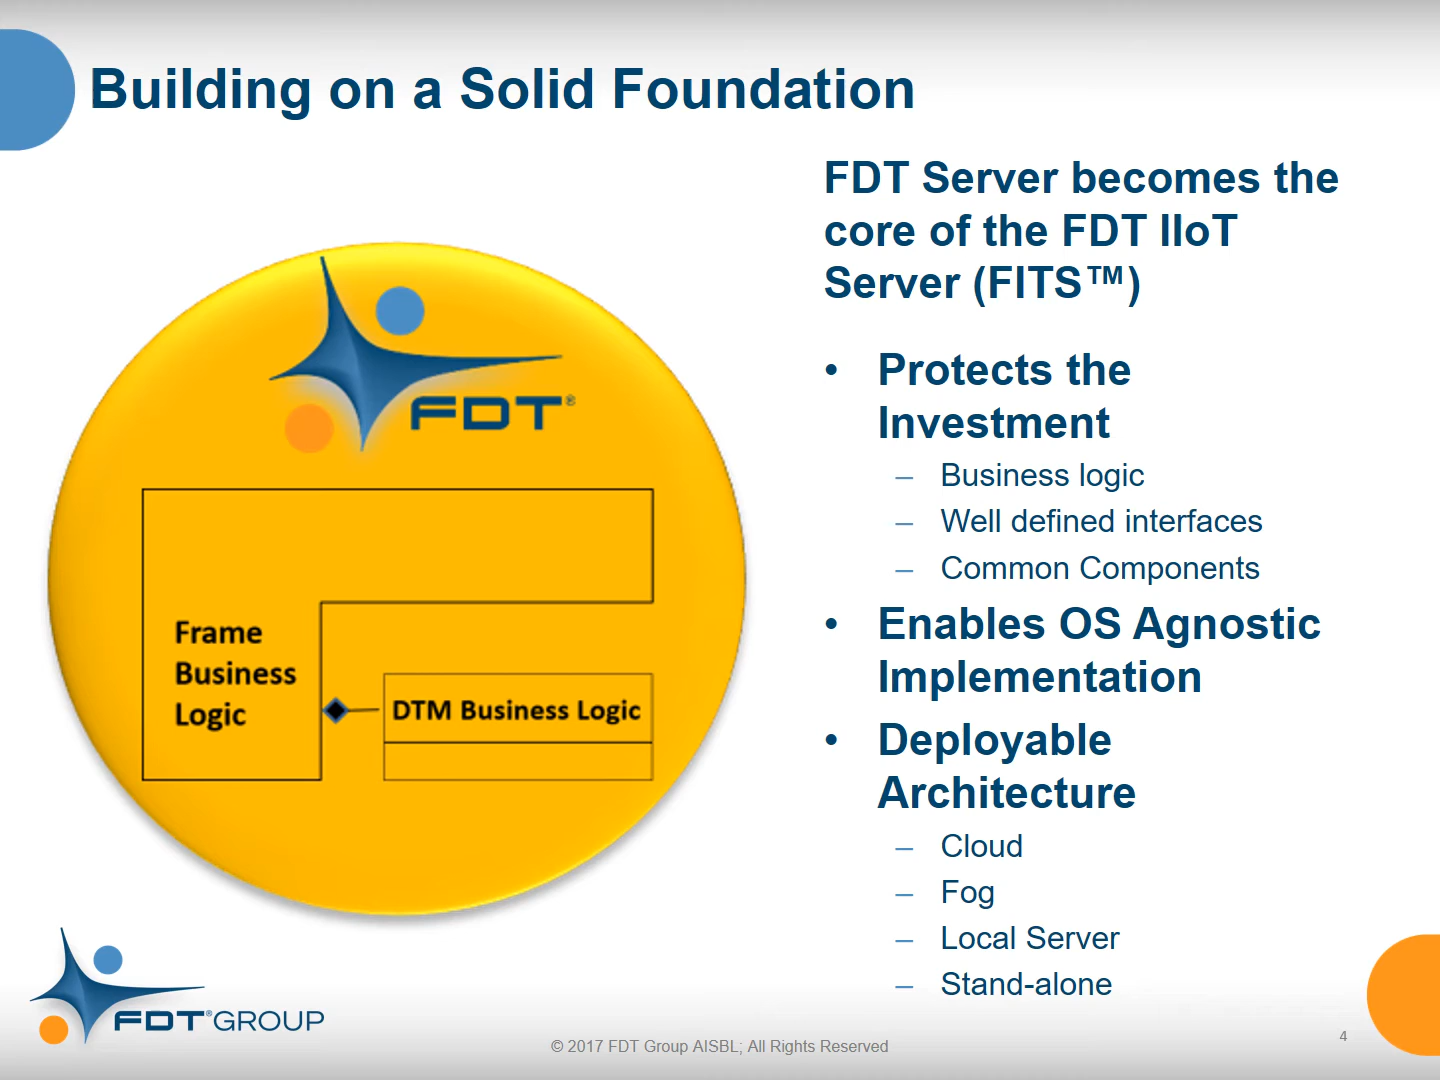 Building on a Solid Foundation
FDT Server becomes the
core of the FDT IIoT
Server (FITS™)
• Protects the
Investment
– Business logic
– Well defined interfaces
– Common Components
• Enables OS Agnostic
Implementation
• Deployable
Architecture
– Cloud
– Fog
– Local Server
– Stand-alone
FDT®
Frame
Business
Logic
DTM Business Logic
FDT®GROUP
© 2017 FDT Group AISBL; All Rights Reserved
4